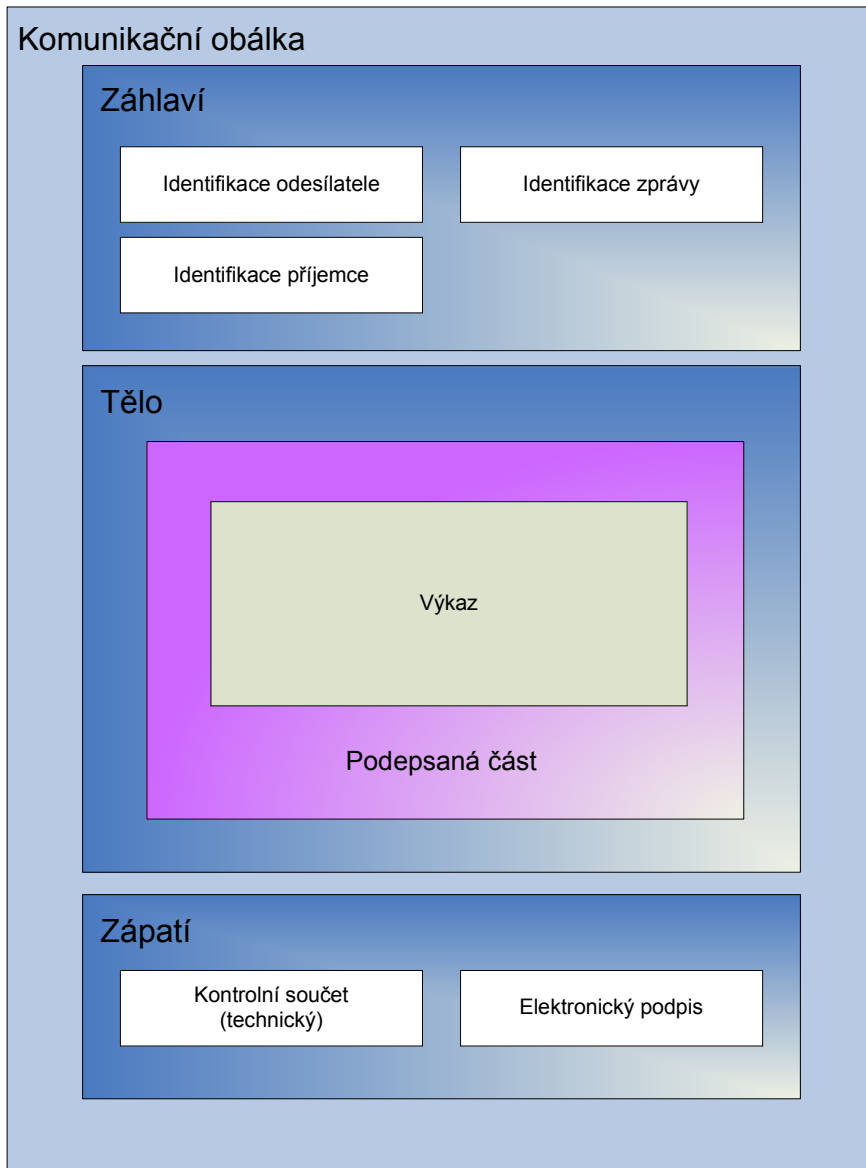 Komunikační obálka
Záhlaví
Identifikace odesílatele
Identifikace zprávy
Identifikace příjemce
Tělo
Výkaz
Podepsaná část
Zápatí
Kontrolní součet
(technický)
Elektronický podpis